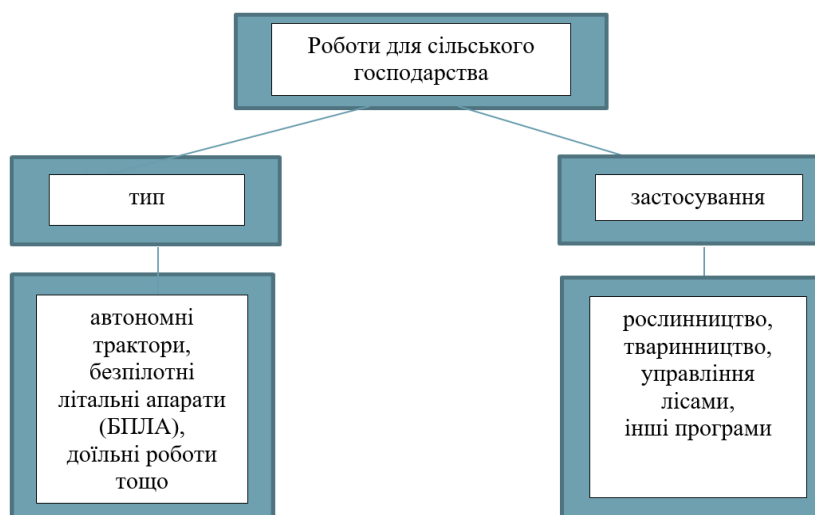 Роботи для сільського
господарства
тип
застосування
автономні
трактори,
безпілотні
літальні апарати
(БПЛА),
доїльні роботи
тощо
рослинництво,
тваринництво,
управління
лісами,
інші програми